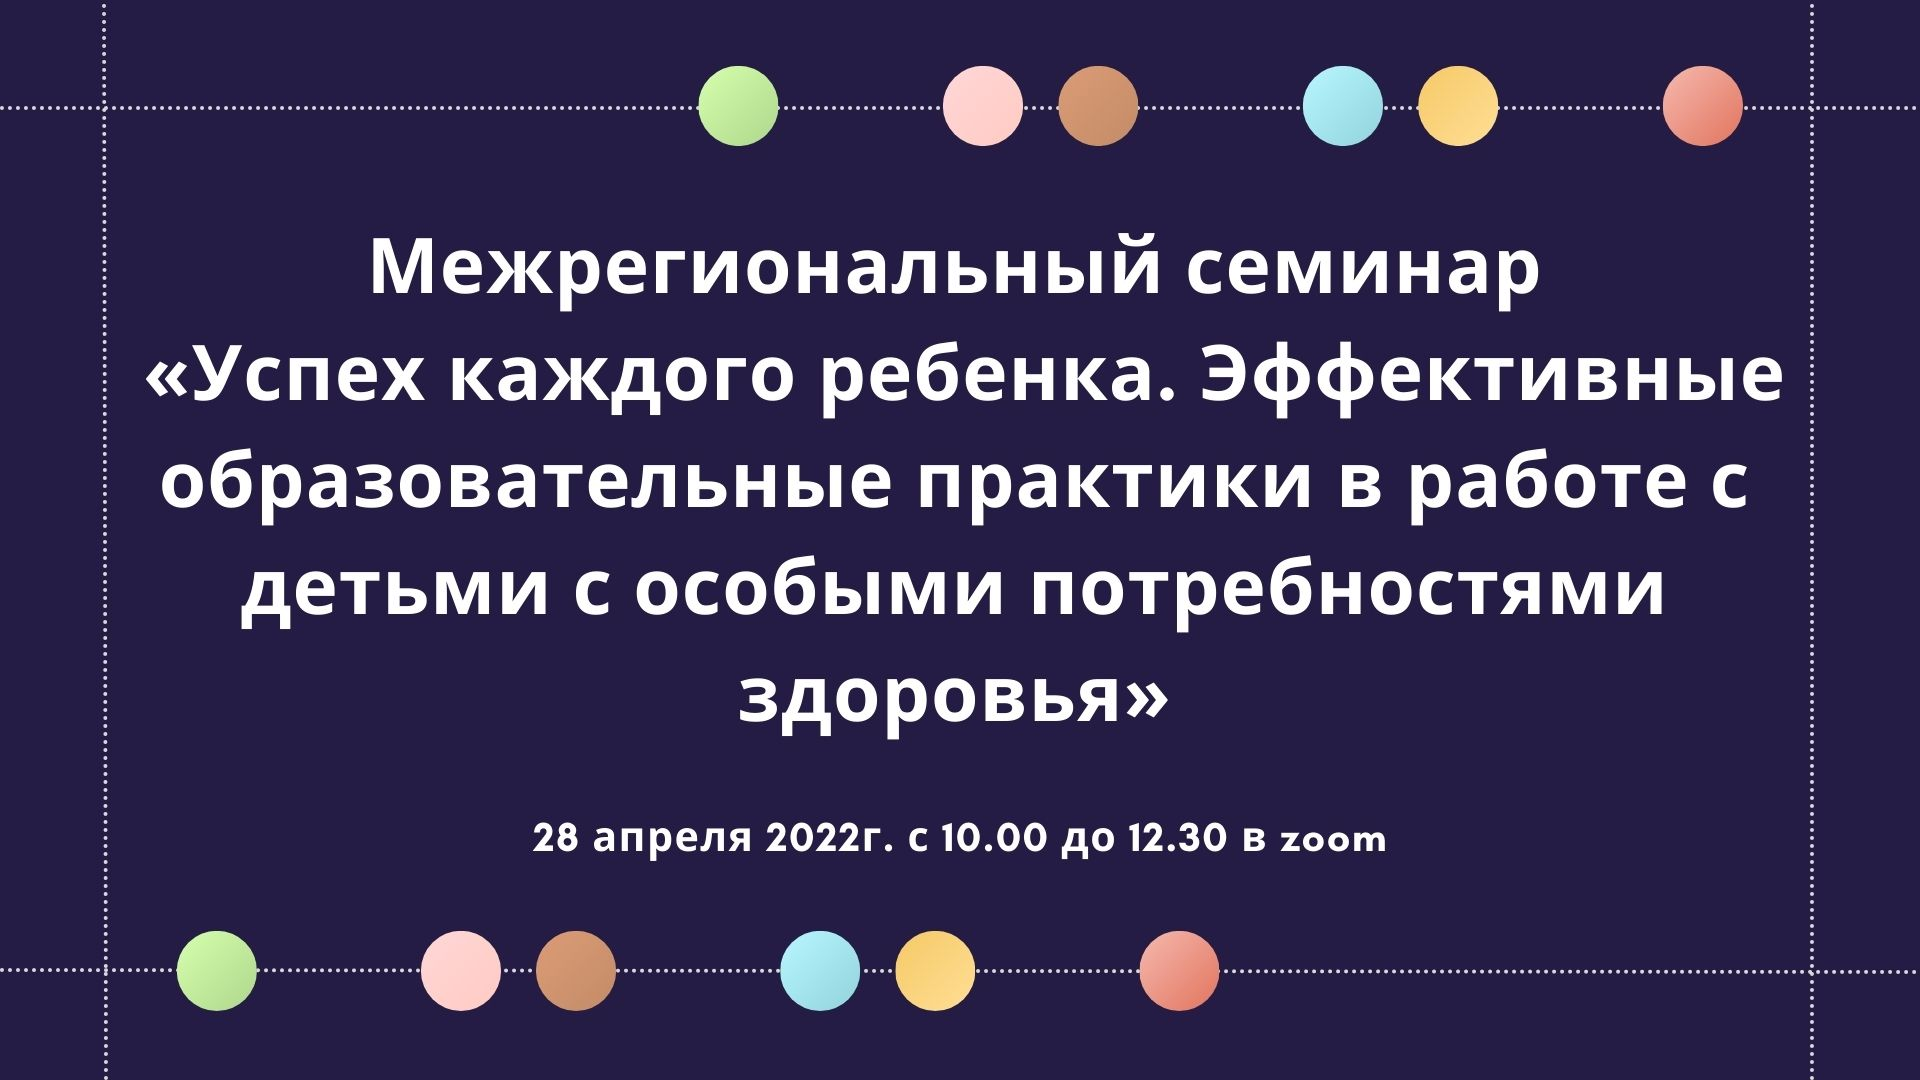 Межрегиональный семинар
«Успех каждого ребенка. Эффективные
образовательные практики в работе с
детьми с особыми потребностями
здоровья»
28 апреля 2022г. с 10.00 до 12.30 в zoom